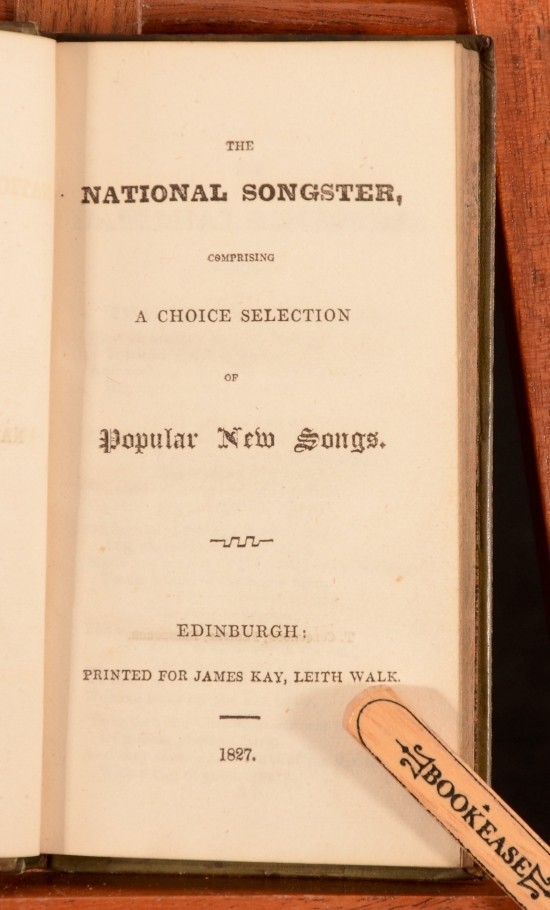 THE
NATIONAL SONGSTER,
COMPRISING
A CHOICE SELECTION
OF
Popular New Songs.
EDINBURGH:
PRINTED FOR JAMES KAY, LEITH WALK.
1827.
BOOKEASE